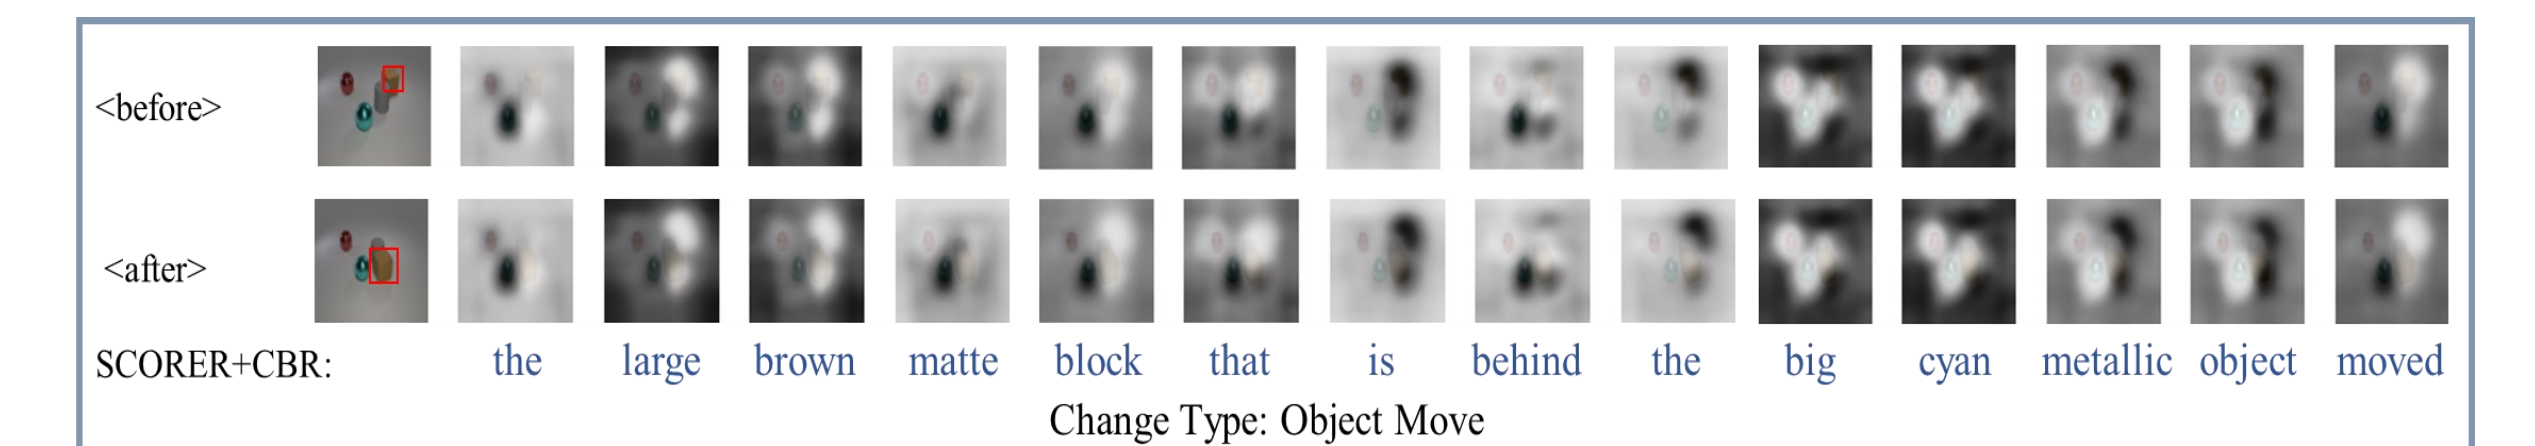 <before>
<after>
SCORER+CBR: the large brown matte block that is behind the big cyan metallic object moved
Change Type: Object Move